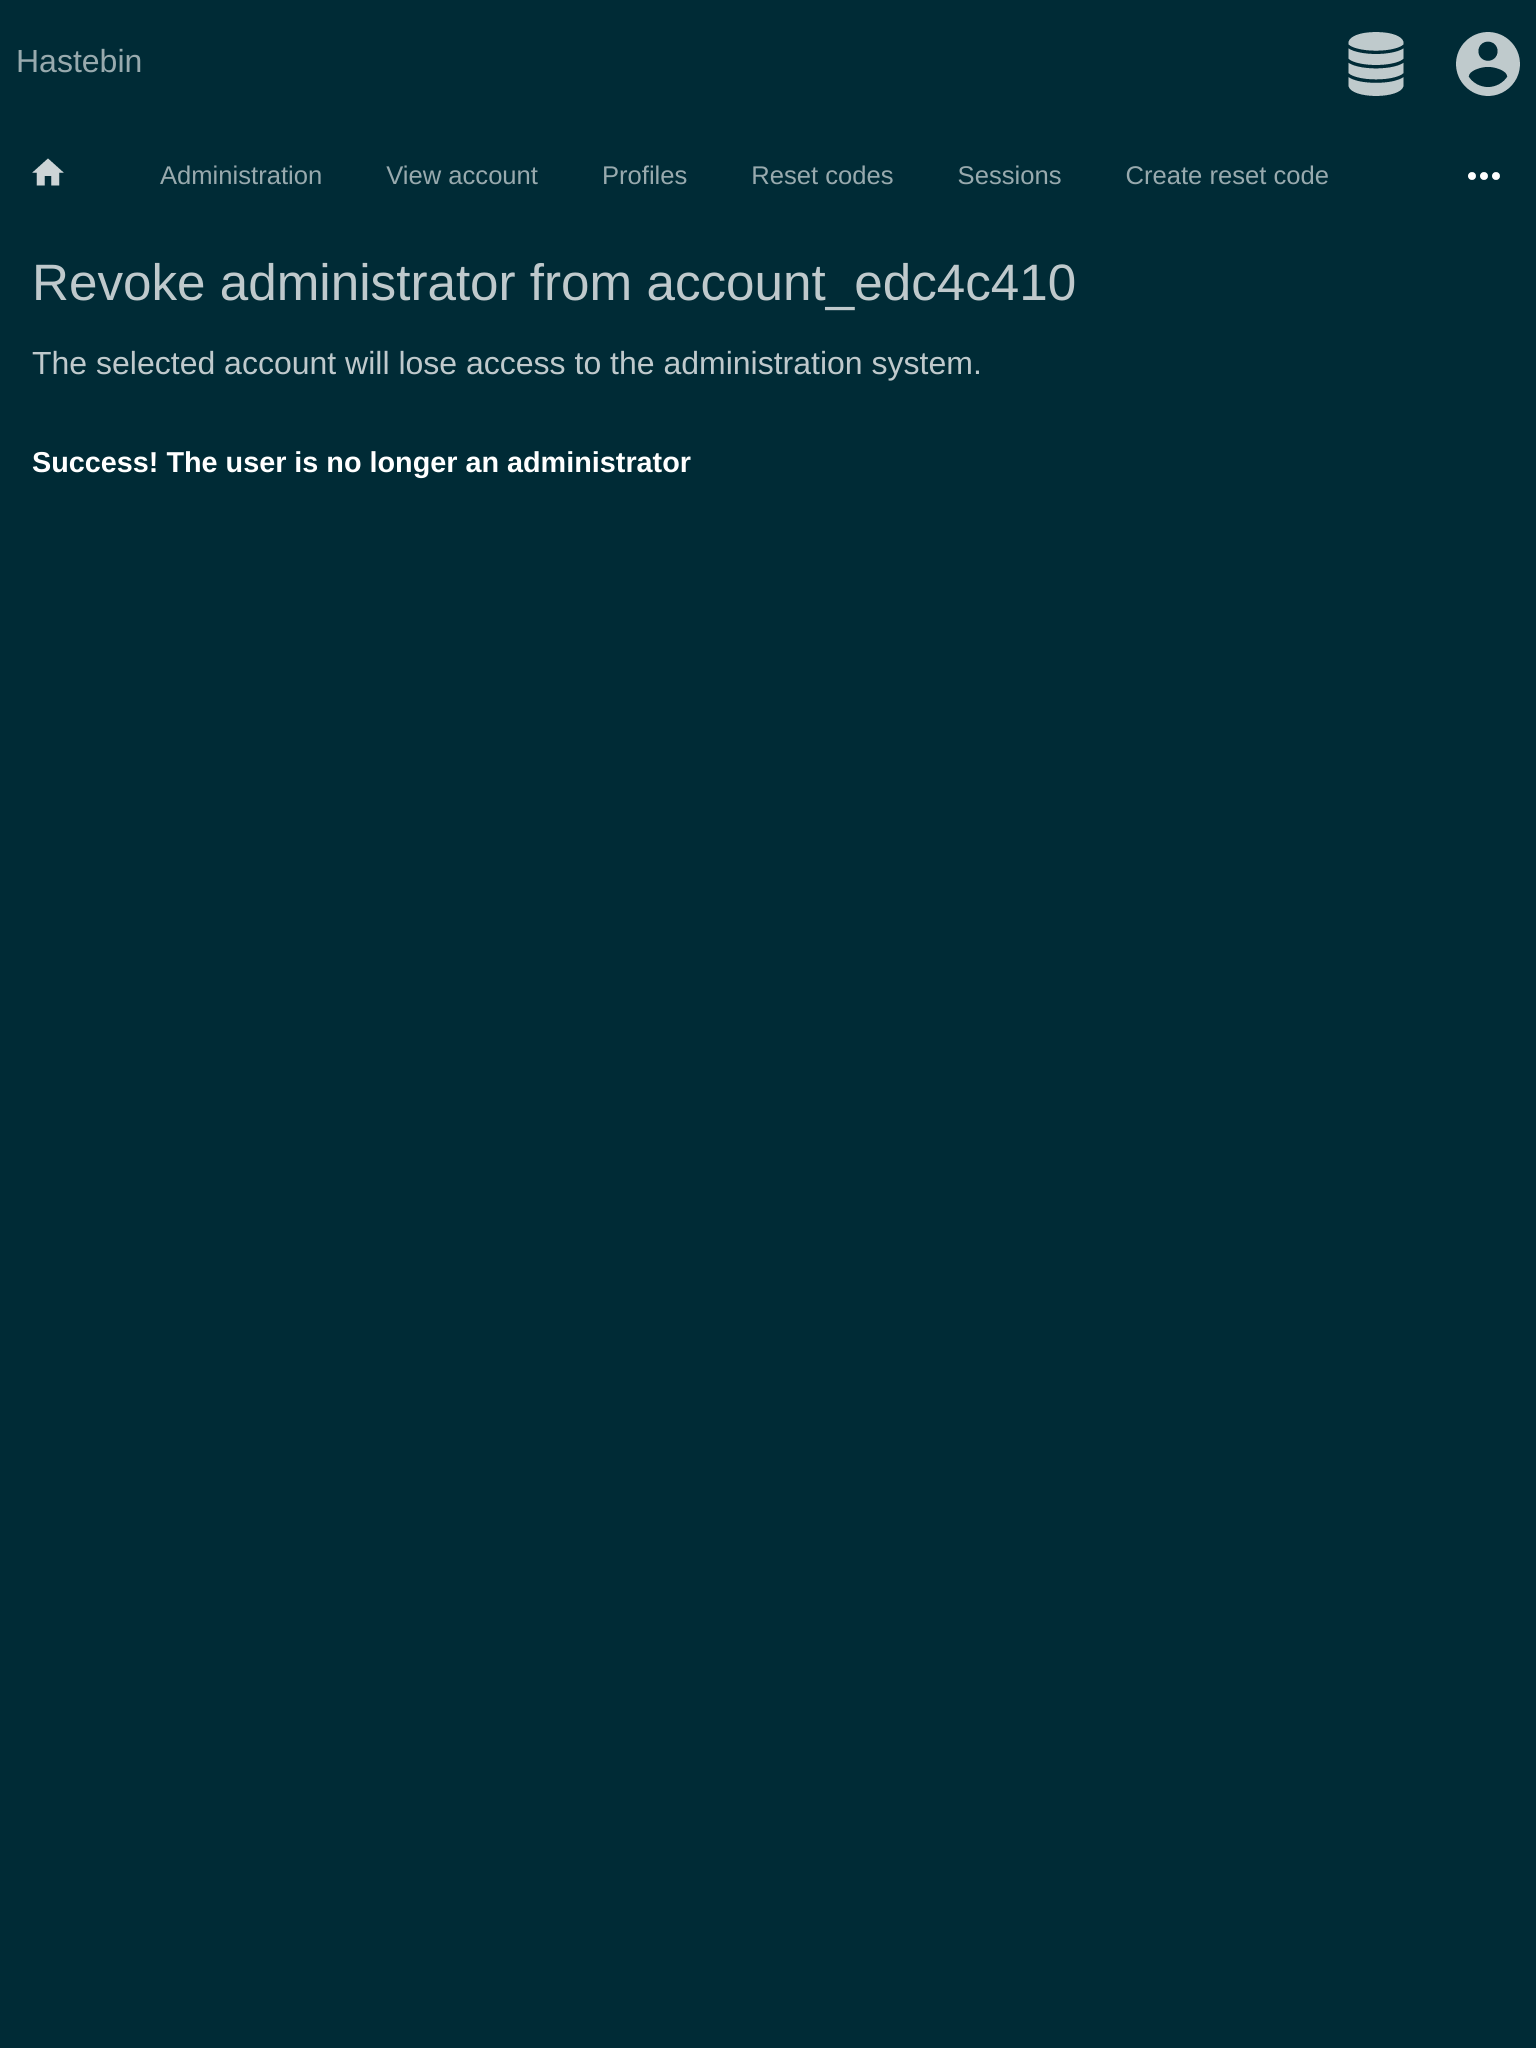 Hastebin
Administration View account Profiles Reset codes Sessions Create reset code
Revoke administrator from account_edc4c410
The selected account will lose access to the administration system.
Success! The user is no longer an administrator